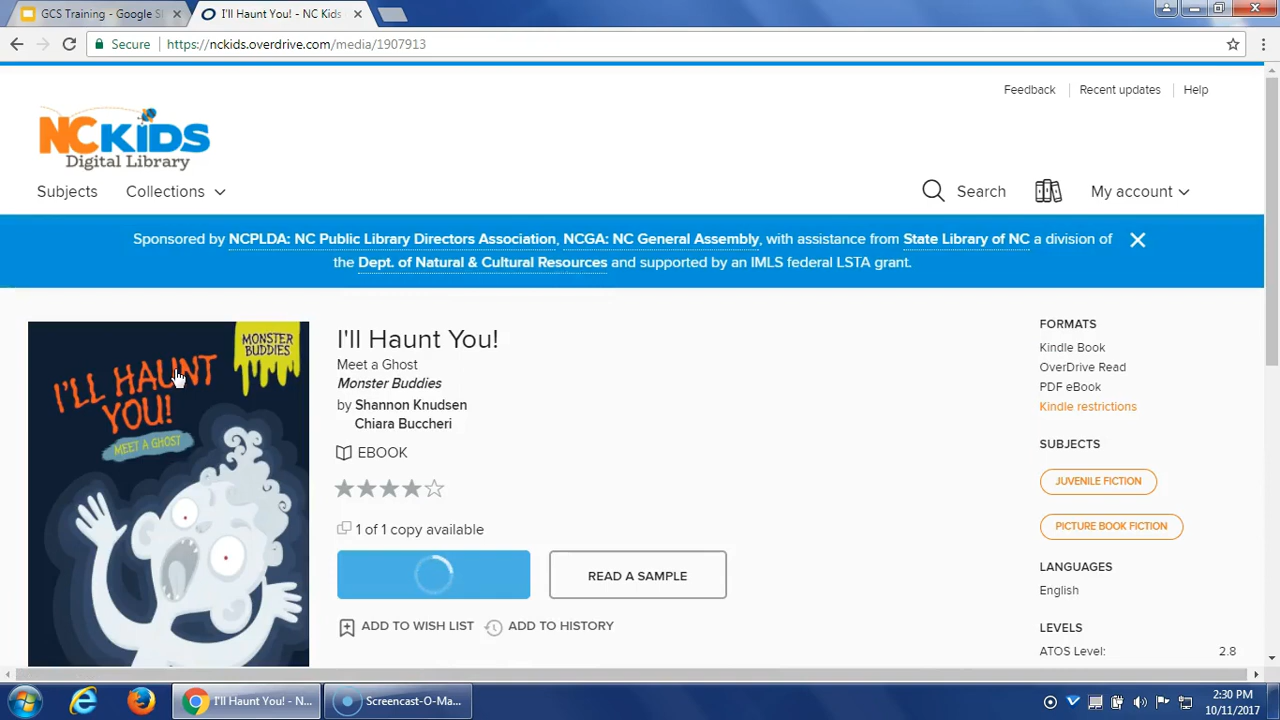 GCS Training - Google S
I'll Haunt You! - NC Kids
Secure https://nckids.overdrive.com/media/1907913
Feedback Recent updates Help
NCKIDS
Digital Library
Subjects Collections Search My account
Sponsored by NCPLDA: NC Public Library Directors Association, NCGA: NC General Assembly, with assistance from State Library of NC a division of
the Dept. of Natural & Cultural Resources and supported by an IMLS federal LSTA grant.
MONSTER
BUDDIES
I'LL HAUNT
YOU!
MEET A GHOST
I'll Haunt You!
Meet a Ghost
Monster Buddies
by Shannon Knudsen
Chiara Buccheri
EBOOK
1 of 1 copy available
READ A SAMPLE
ADD TO WISH LIST ADD TO HISTORY
FORMATS
Kindle Book
OverDrive Read
PDF eBook
Kindle restrictions
SUBJECTS
JUVENILE FICTION
PICTURE BOOK FICTION
LANGUAGES
English
LEVELS
ATOS Level: 2.8
I'll Haunt You! - N...
Screencast-O-Ma...
2:30 PM
10/11/2017